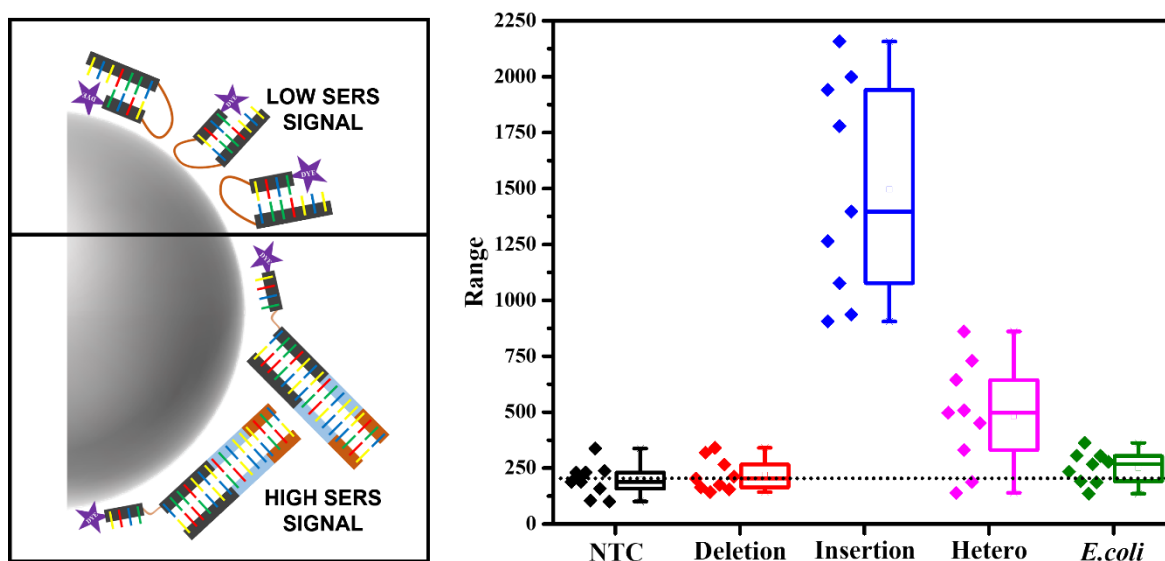 DYE
LOW SERS
SIGNAL
DYE
DYE
DYE
DYE
HIGH SERS
SIGNAL
2250
2000
1750
1500
1250
1000
750
500
250
0
Range
NTC Deletion Insertion Hetero E.coli